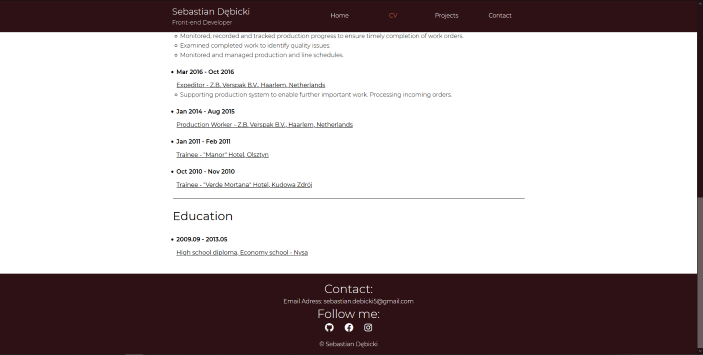 Sebastian Dębicki
Front-end Developer
Home
CV
Projects
Contact
Monitored, recorded and tracked production progress to ensure timely completion of work orders.
Examined completed work to identify quality issues.
Monitored and managed production and line schedules.
Mar 2016 - Oct 2016
Expeditor - Z.B. Verspak B.V., Haarlem, Netherlands
Supporting production system to enable further important work. Processing incoming orders.
Jan 2014 - Aug 2015
Production Worker - Z.B. Verspak B.V., Haarlem, Netherlands
Jan 2011 - Feb 2011
Trainee - "Manor" Hotel, Olsztyn
Oct 2010 - Nov 2010
Trainee - "Verde Mortana" Hotel, Kudowa Zdrój
Education
2009.09 - 2013.05
High school diploma, Economy school - Nysa
Contact:
Email Adress: sebastian.debicki5@gmail.com
Follow me:
© Sebastian Dębicki